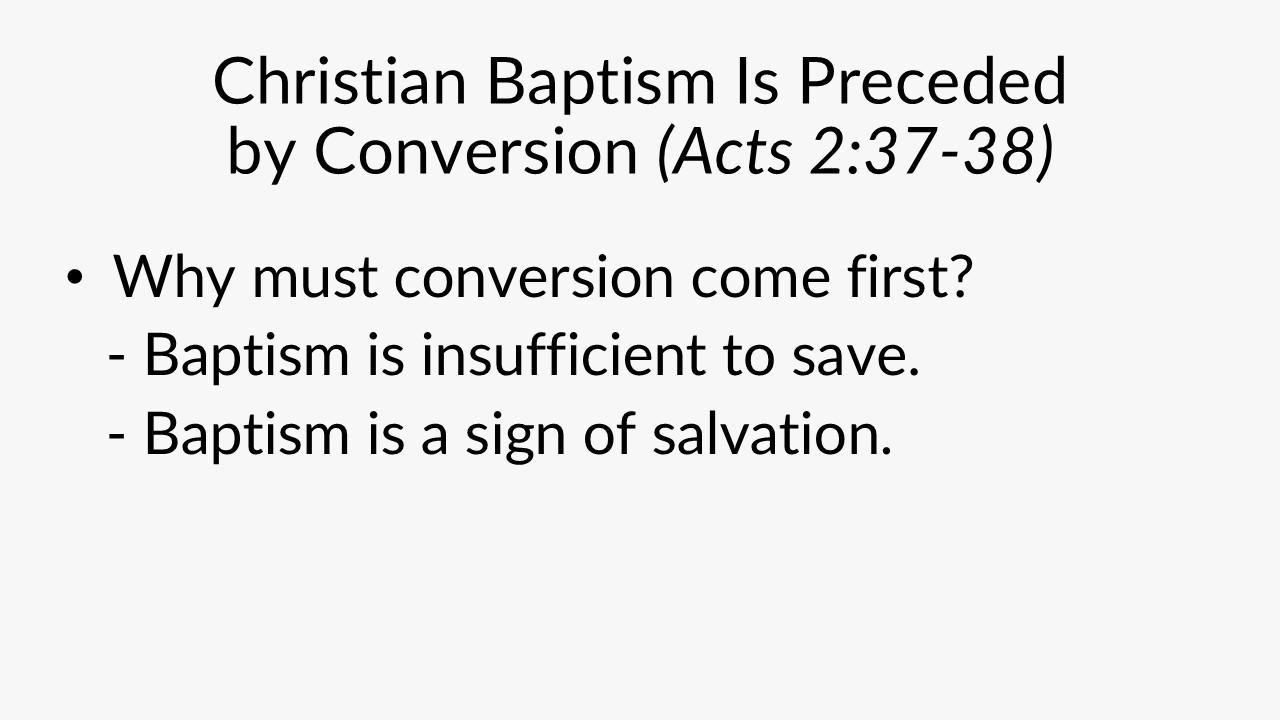 Christian Baptism Is Preceded
by Conversion (Acts 2:37-38)
• Why must conversion come first?
- Baptism is insufficient to save.
- Baptism is a sign of salvation.